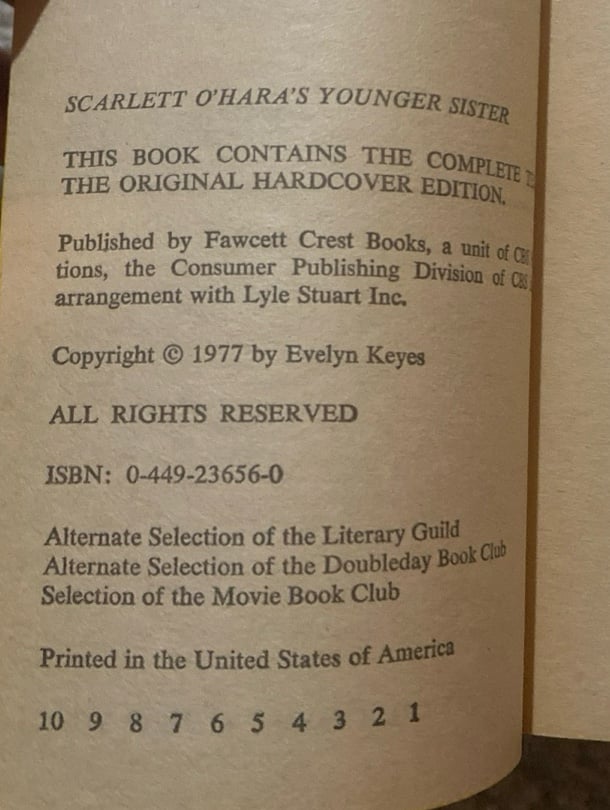 SCARLETT O'HARA'S YOUNGER SISTER
THIS BOOK CONTAINS THE COMPLETE
THE ORIGINAL HARDCOVER EDITION.
Published by Fawcett Crest Books, a unit of CBS
tions, the Consumer Publishing Division of CBS
arrangement with Lyle Stuart Inc.
Copyright © 1977 by Evelyn Keyes
ALL RIGHTS RESERVED
ISBN: 0-449-23656-0
Alternate Selection of the Literary Guild
Alternate Selection of the Doubleday Book Club
Selection of the Movie Book Club
Printed in the United States of America
10 9 8 7 6 5 4 3 2 1